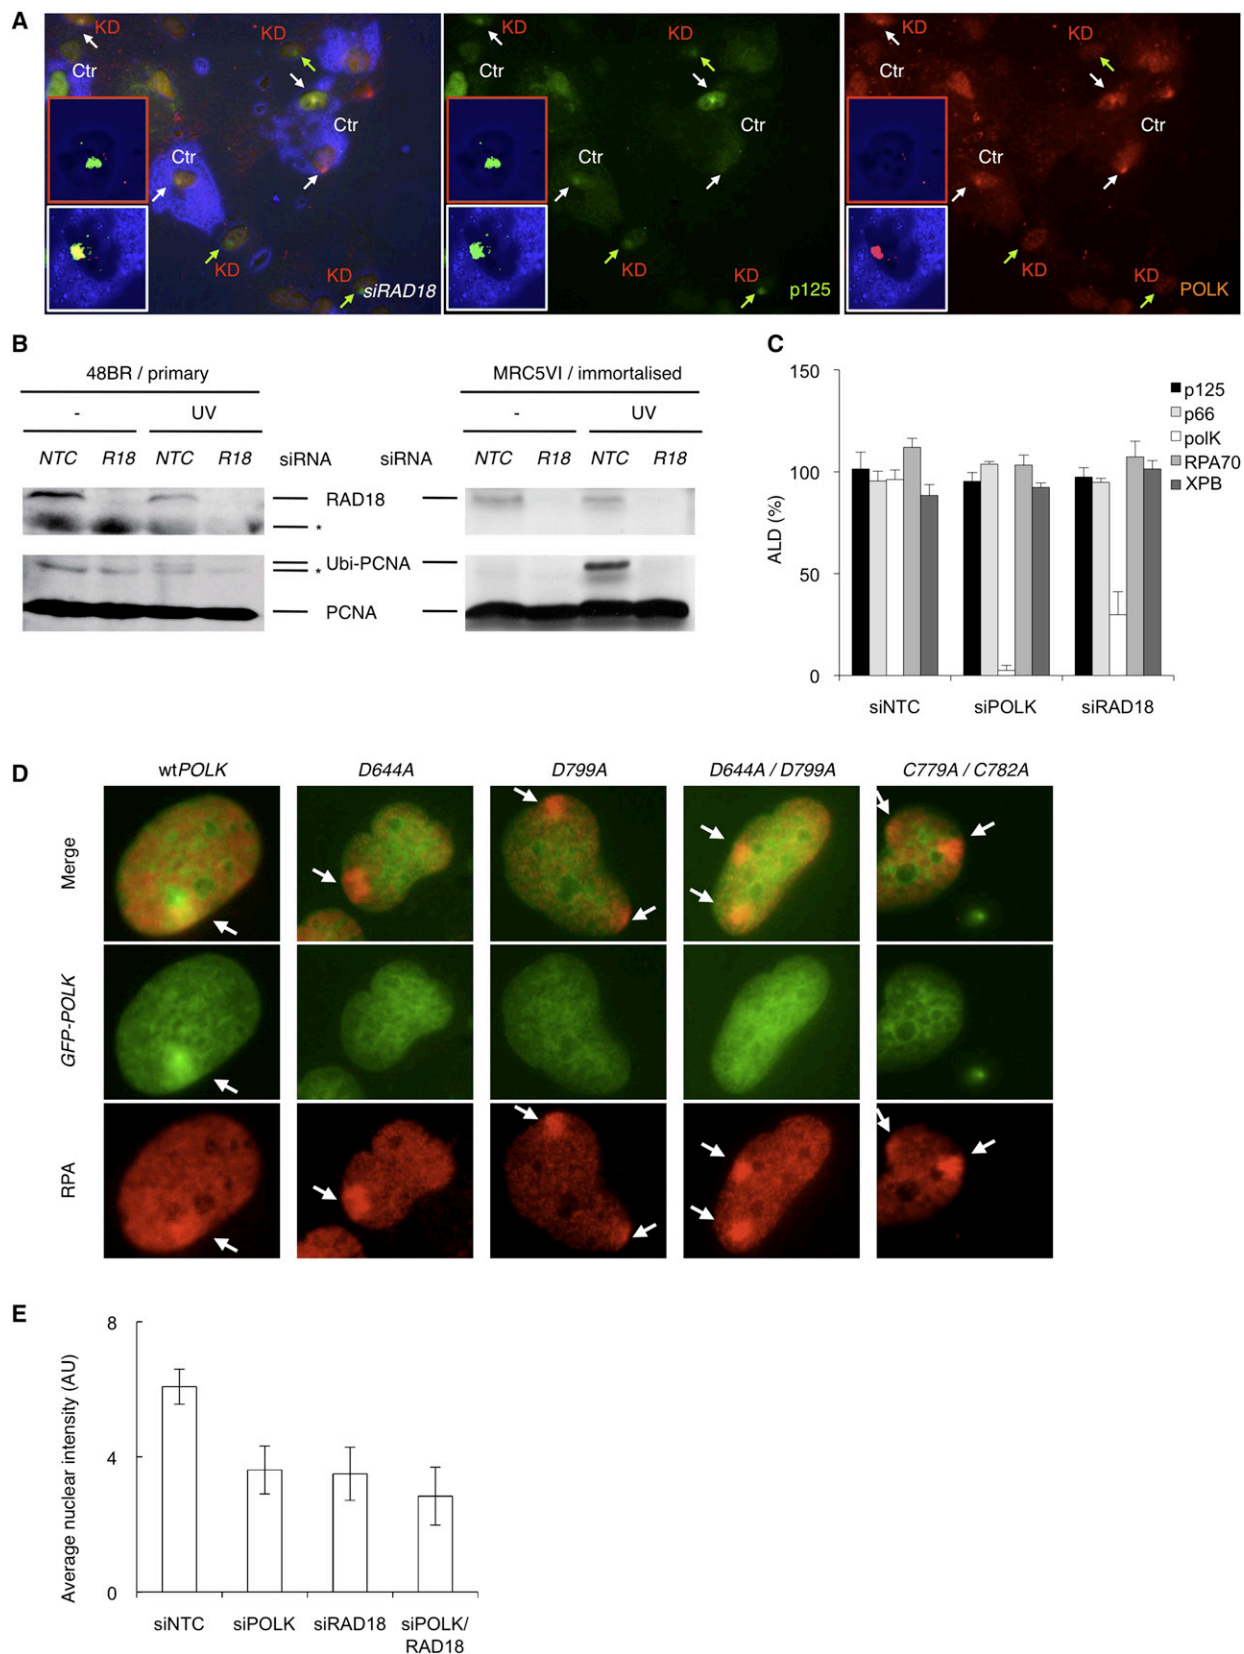 A
KD
KD
Ctr
Ctr
Ctr
KD
KD
siRAD18
KD
KD
Ctr
Ctr
Ctr
KD
KD
p125
KD
KD
Ctr
Ctr
Ctr
KD
KD
POLK
B
48BR / primary
MRC5VI / immortalised
- UV
- UV
NTC R18 NTC R18 siRNA
siRNA NTC R18 NTC R18
RAD18
*
Ubi-PCNA
*
PCNA
C
150
100
50
0
ALD (%)
p125
p66
polK
RPA70
XPB
siNTC siPOLK siRAD18
D
wtPOLK D644A D799A D644A / D799A C779A / C782A
Merge
GFP-POLK
RPA
E
8
4
0
Average nuclear intensity (AU)
siNTC siPOLK siRAD18 siPOLK/
RAD18